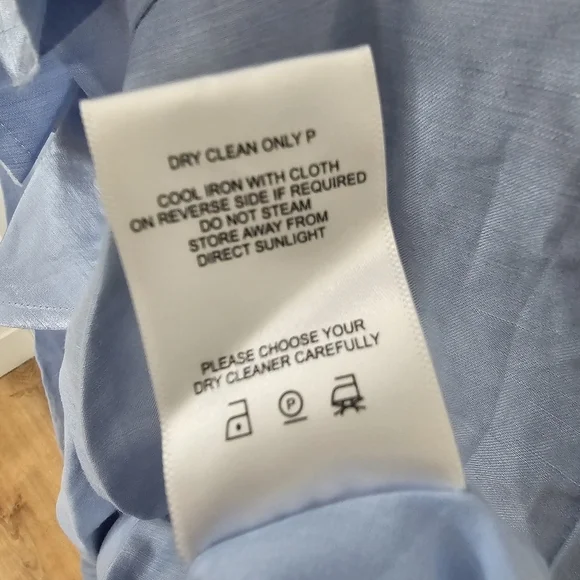 DRY CLEAN ONLY P
COOL IRON WITH CLOTH
ON REVERSE SIDE IF REQUIRED
DO NOT STEAM
STORE AWAY FROM
DIRECT SUNLIGHT
PLEASE CHOOSE YOUR
DRY CLEANER CAREFULLY
P